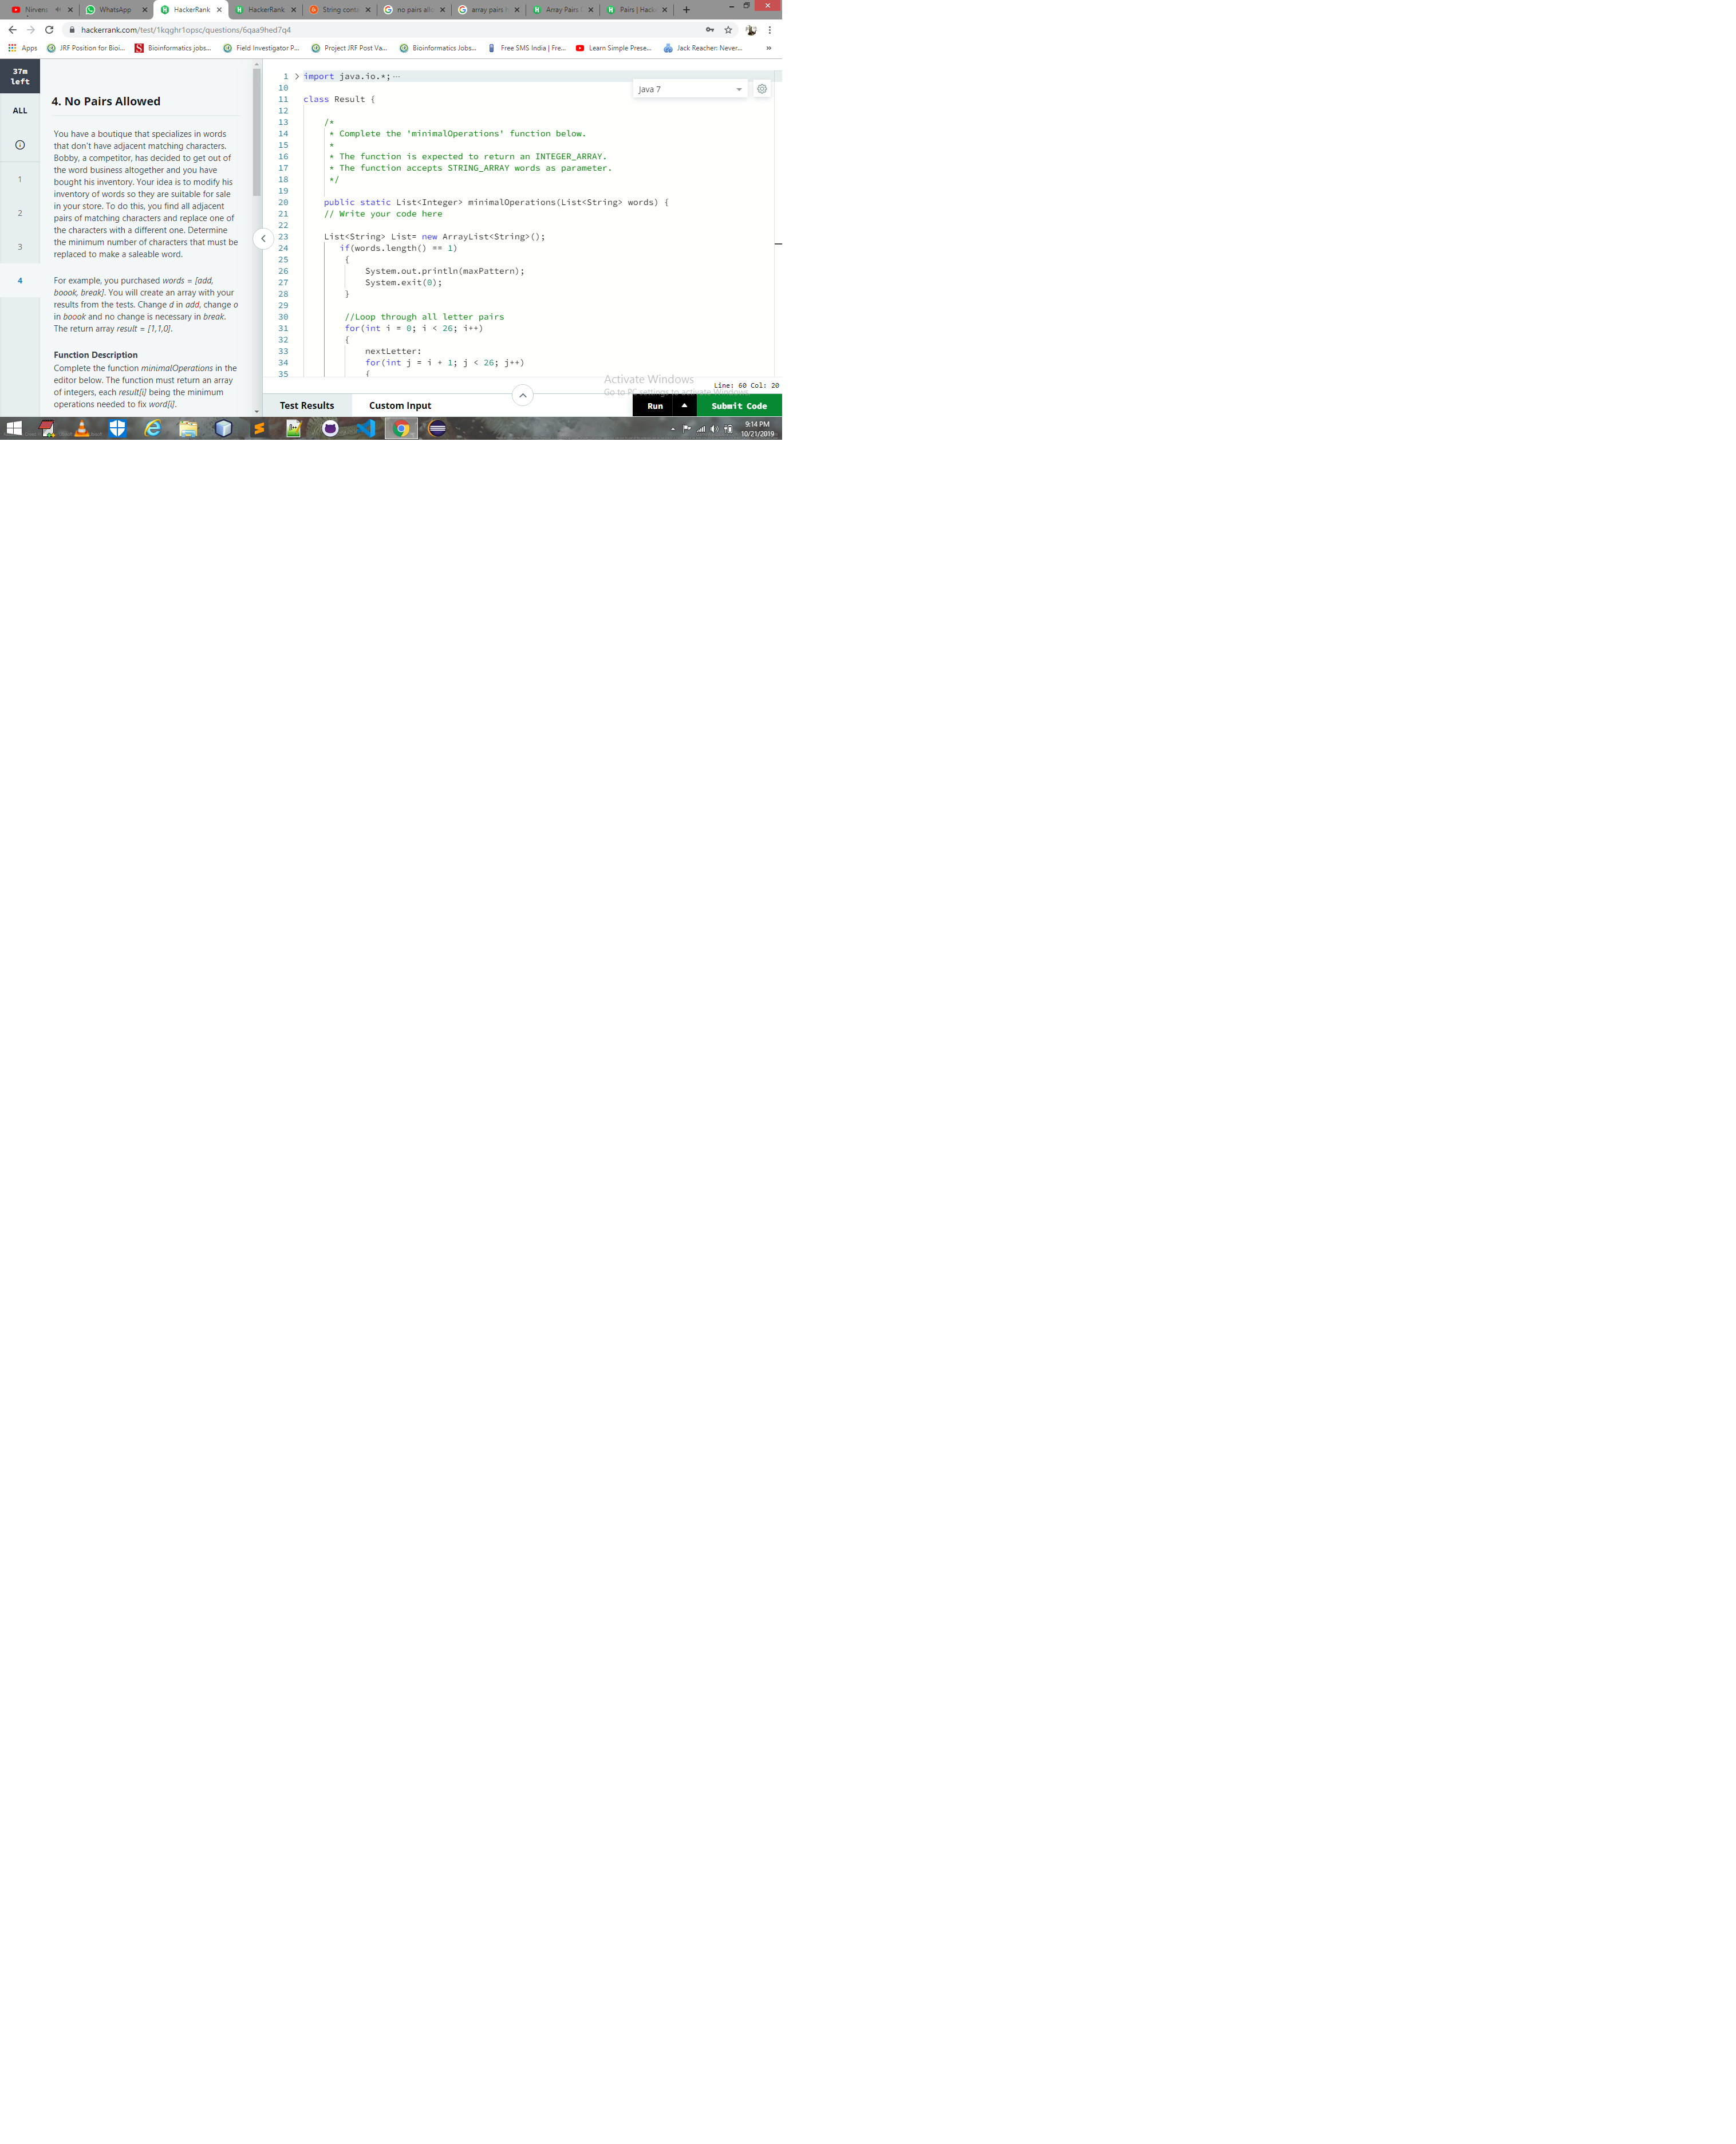 Nirvana
WhatsApp
HackerRank
HackerRank
String conta
no pairs allo
array pairs
Array Pairs
Pairs | Hacke
hackerrank.com/test/1kqghr1opsc/questions/6qaa9hed7q4
Apps
JRF Position for Bioi...
Bioinformatics jobs...
Field Investigator P...
Project JRF Post Va...
Bioinformatics Jobs...
Free SMS India | Fre...
Learn Simple Prese...
Jack Reacher: Never...
»
37m
left
ALL
1
2
3
4
4. No Pairs Allowed
You have a boutique that specializes in words
that don't have adjacent matching characters.
Bobby, a competitor, has decided to get out of
the word business altogether and you have
bought his inventory. Your idea is to modify his
inventory of words so they are suitable for sale
in your store. To do this, you find all adjacent
pairs of matching characters and replace one of
the characters with a different one. Determine
the minimum number of characters that must be
replaced to make a saleable word.
For example, you purchased words = [add,
boook, break]. You will create an array with your
results from the tests. Change d in add, change o
in boook and no change is necessary in break.
The return array result = [1,1,0].
Function Description
Complete the function minimalOperations in the
editor below. The function must return an array
of integers, each result[i] being the minimum
operations needed to fix word[i].
Java 7
1 import java.io.*; ···
10
11 class Result {
12
13 /*
14 * Complete the 'minimalOperations' function below.
15 *
16 * The function is expected to return an INTEGER_ARRAY.
17 * The function accepts STRING_ARRAY words as parameter.
18 */
19
20 public static List<Integer> minimalOperations(List<String> words) {
21 // Write your code here
22
23 List<String> List= new ArrayList<String>();
24 if(words.length() == 1)
25 {
26 System.out.println(maxPattern);
27 System.exit(0);
28 }
29
30 //Loop through all letter pairs
31 for(int i = 0; i < 26; i++)
32 {
33 nextLetter:
34 for(int j = i + 1; j < 26; j++)
35 {
Activate Windows
Go to PC settings to activate Windows.
Line: 60 Col: 20
Test Results
Custom Input
Run
Submit Code
9:14 PM
10/21/2019